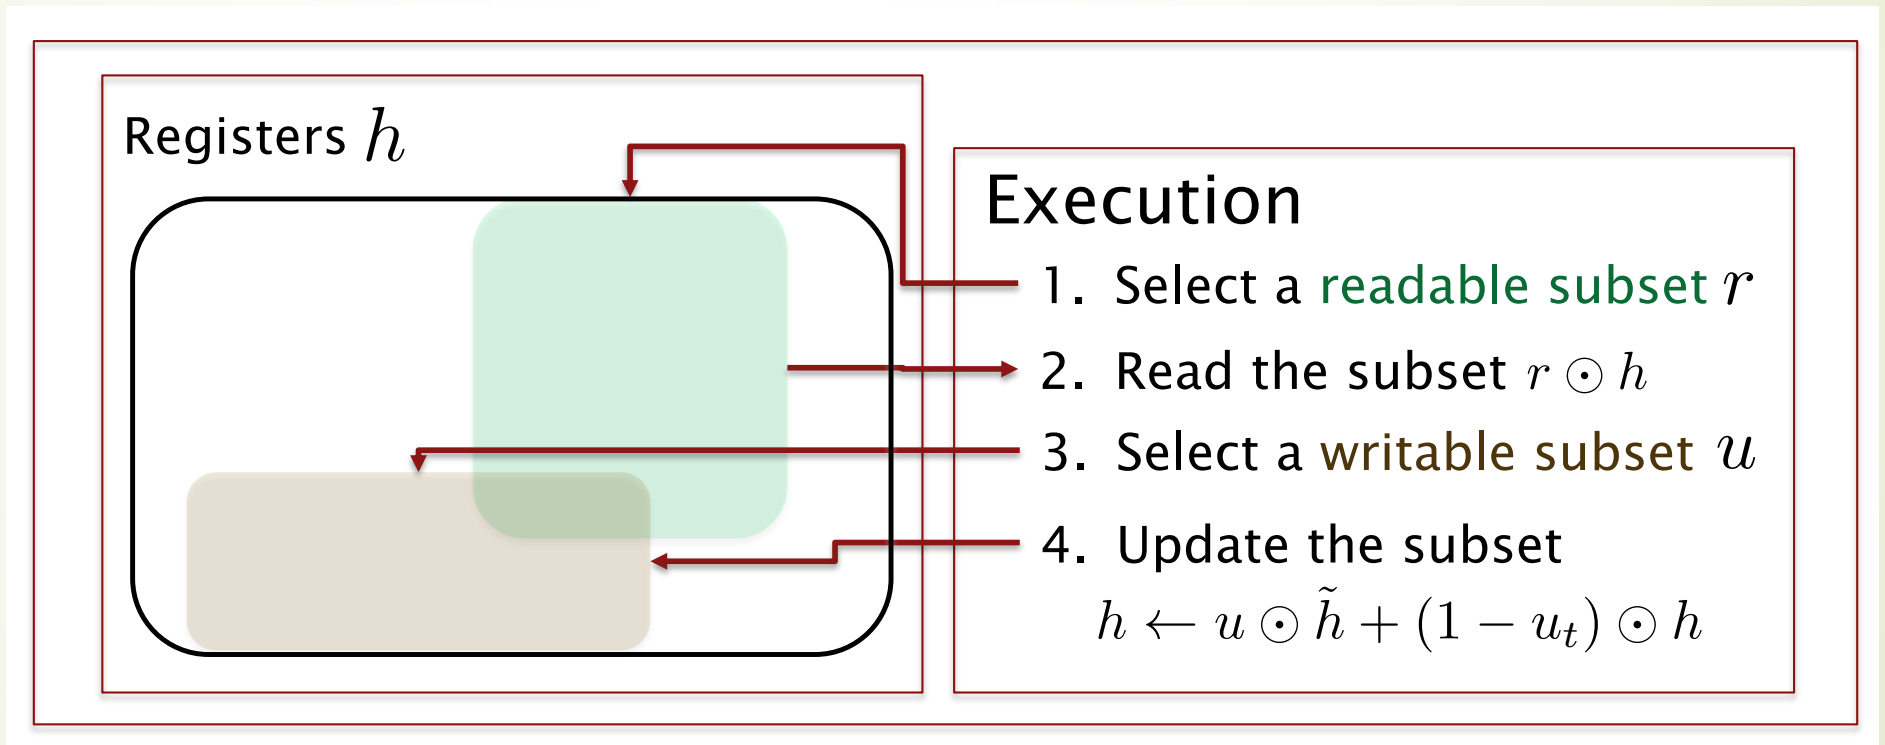 Registers h
Execution
1. Select a readable subset r
2. Read the subset r ⊙ h
3. Select a writable subset u
4. Update the subset
h ← u ⊙ h̃ + (1 − u_t) ⊙ h